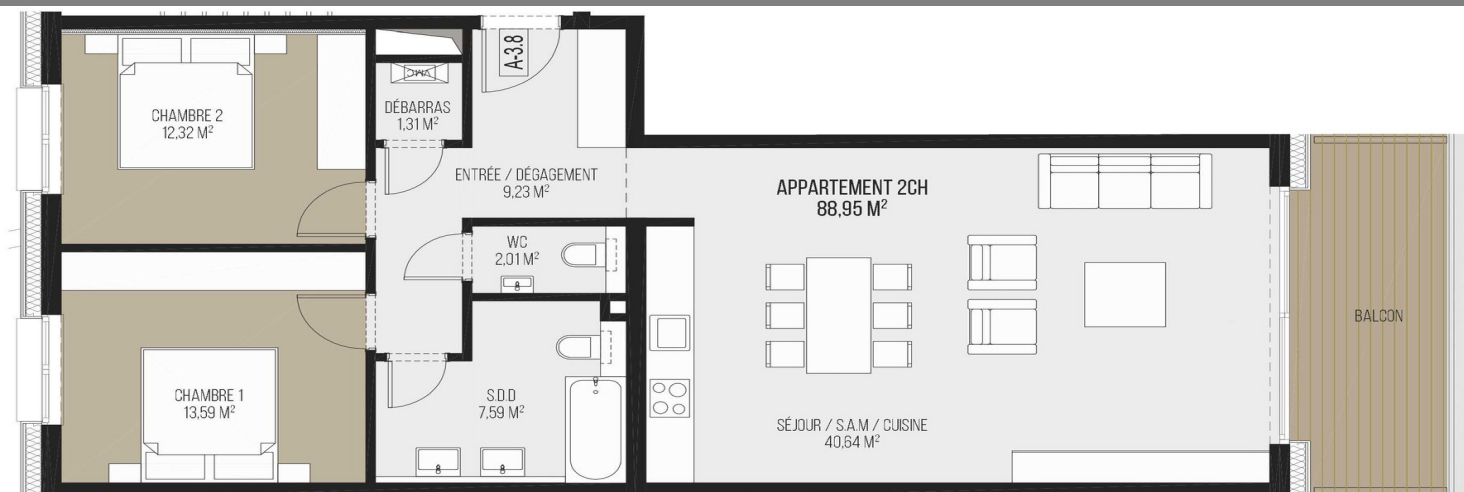 A-3.8
VMC
CHAMBRE 2
12,32 M²
DÉBARRAS
1,31 M²
ENTRÉE / DÉGAGEMENT
9,23 M²
APPARTEMENT 2CH
88,95 M²
WC
2,01 M²
BALCON
CHAMBRE 1
13,59 M²
S.D.D
7,59 M²
SÉJOUR / S.A.M / CUISINE
40,64 M²